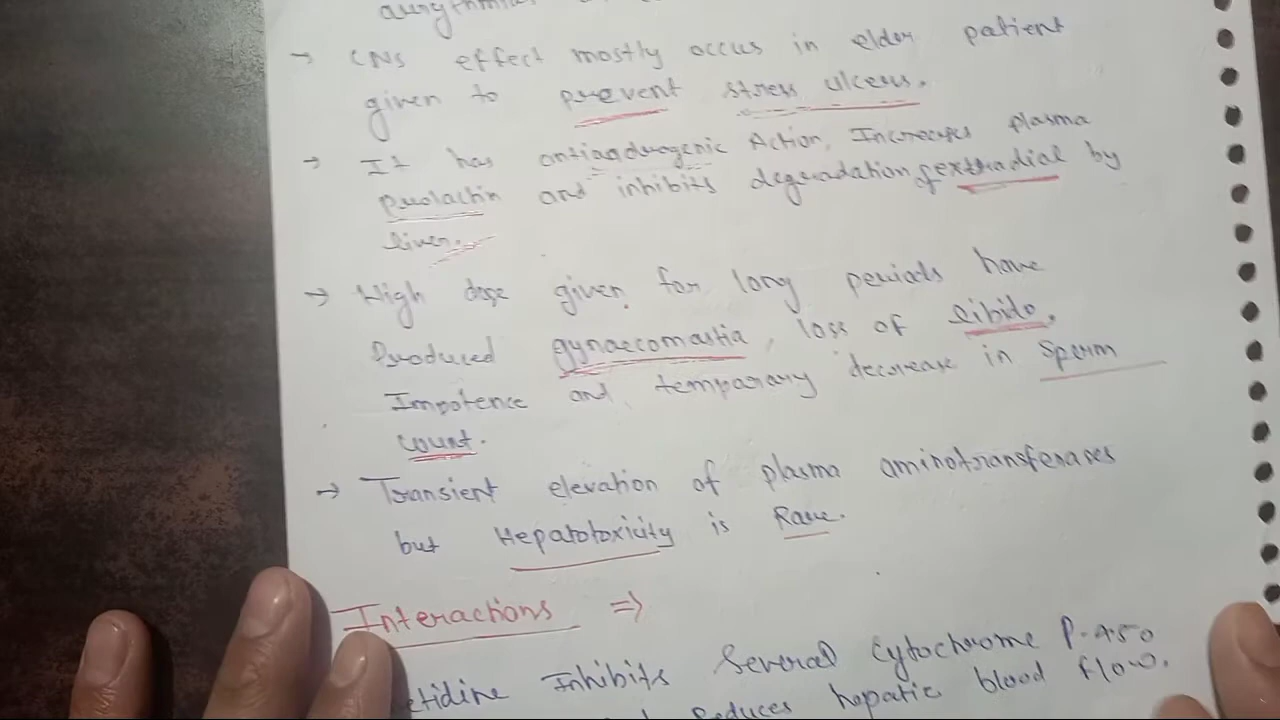 → CNS effect mostly occus in elder patient
given to prevent stress ulcers.
→ It has antiandrogenic Action, Increases plasma
prolactin and inhibits degradation of extradial by
liver.
→ High dose given for long periods have
Produced gynaecomastia, loss of libido,
Impotence and temporary decrease in Sperm
count.
→ Transient elevation of plasma aminotransferases
but Hepatotoxicity is Rare.
Interactions ⇒
etidine Inhibits Several Cytochrome P-450
Reduces hepatic blood flow.